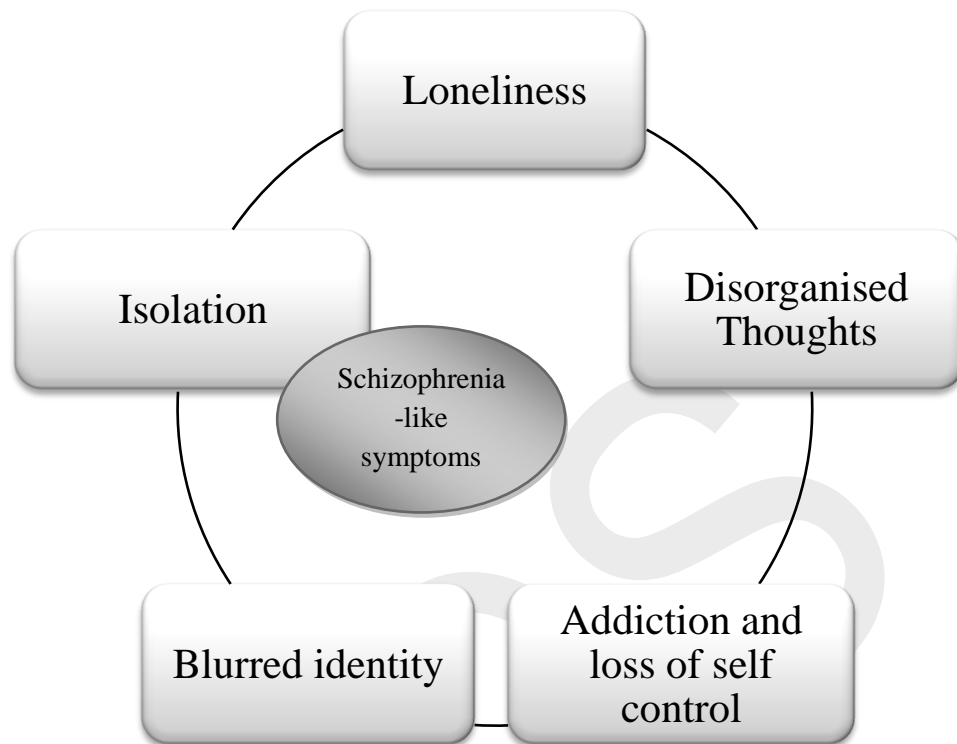 Loneliness
Disorganised
Thoughts
Addiction and
loss of self
control
Blurred identity
Isolation
Schizophrenia
-like
symptoms